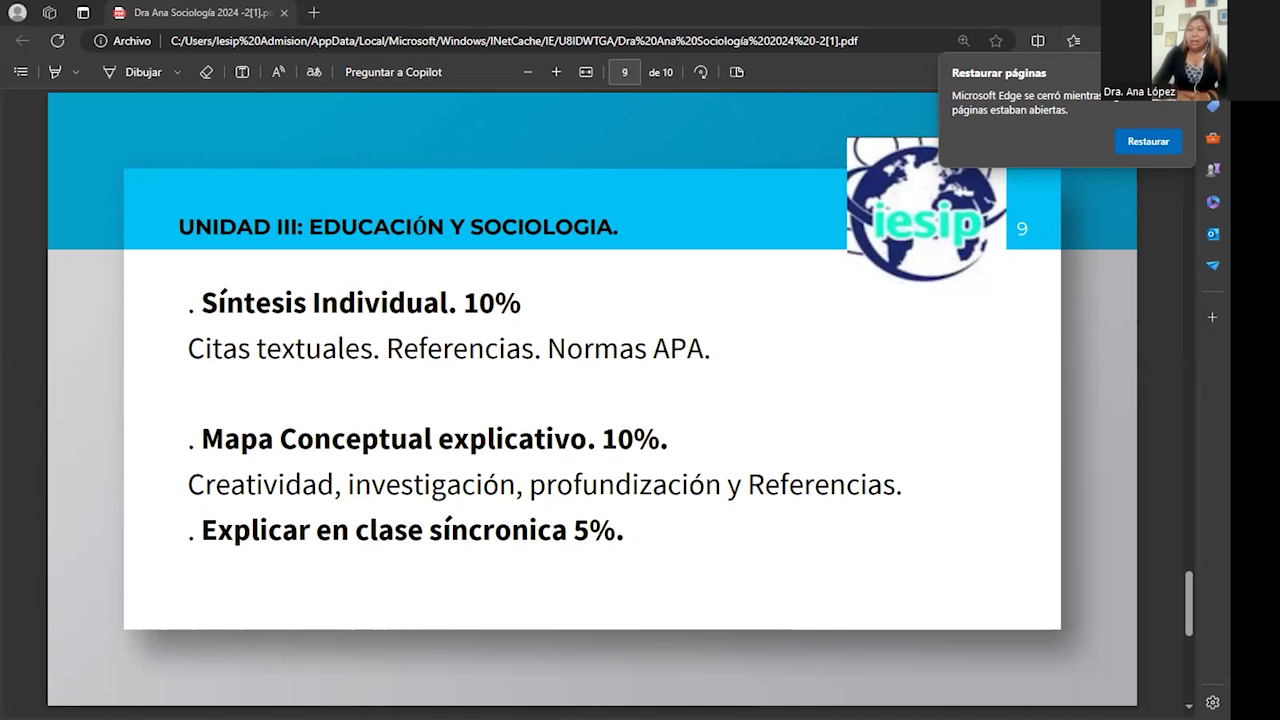 Dra Ana Sociología 2024 -2[1].pd
Archivo
C:/Users/Iesip%20Admision/AppData/Local/Microsoft/Windows/INetCache/IE/U8IDWTGA/Dra%20Ana%20Sociología%202024%20-2[1].pdf
Dibujar
Preguntar a Copilot
9 de 10
Restaurar páginas
Microsoft Edge se cerró mientras
páginas estaban abiertas.
Restaurar
Dra. Ana López
UNIDAD III: EDUCACIÓN Y SOCIOLOGIA.
iesip
9
. Síntesis Individual. 10%
Citas textuales. Referencias. Normas APA.
. Mapa Conceptual explicativo. 10%.
Creatividad, investigación, profundización y Referencias.
. Explicar en clase síncronica 5%.